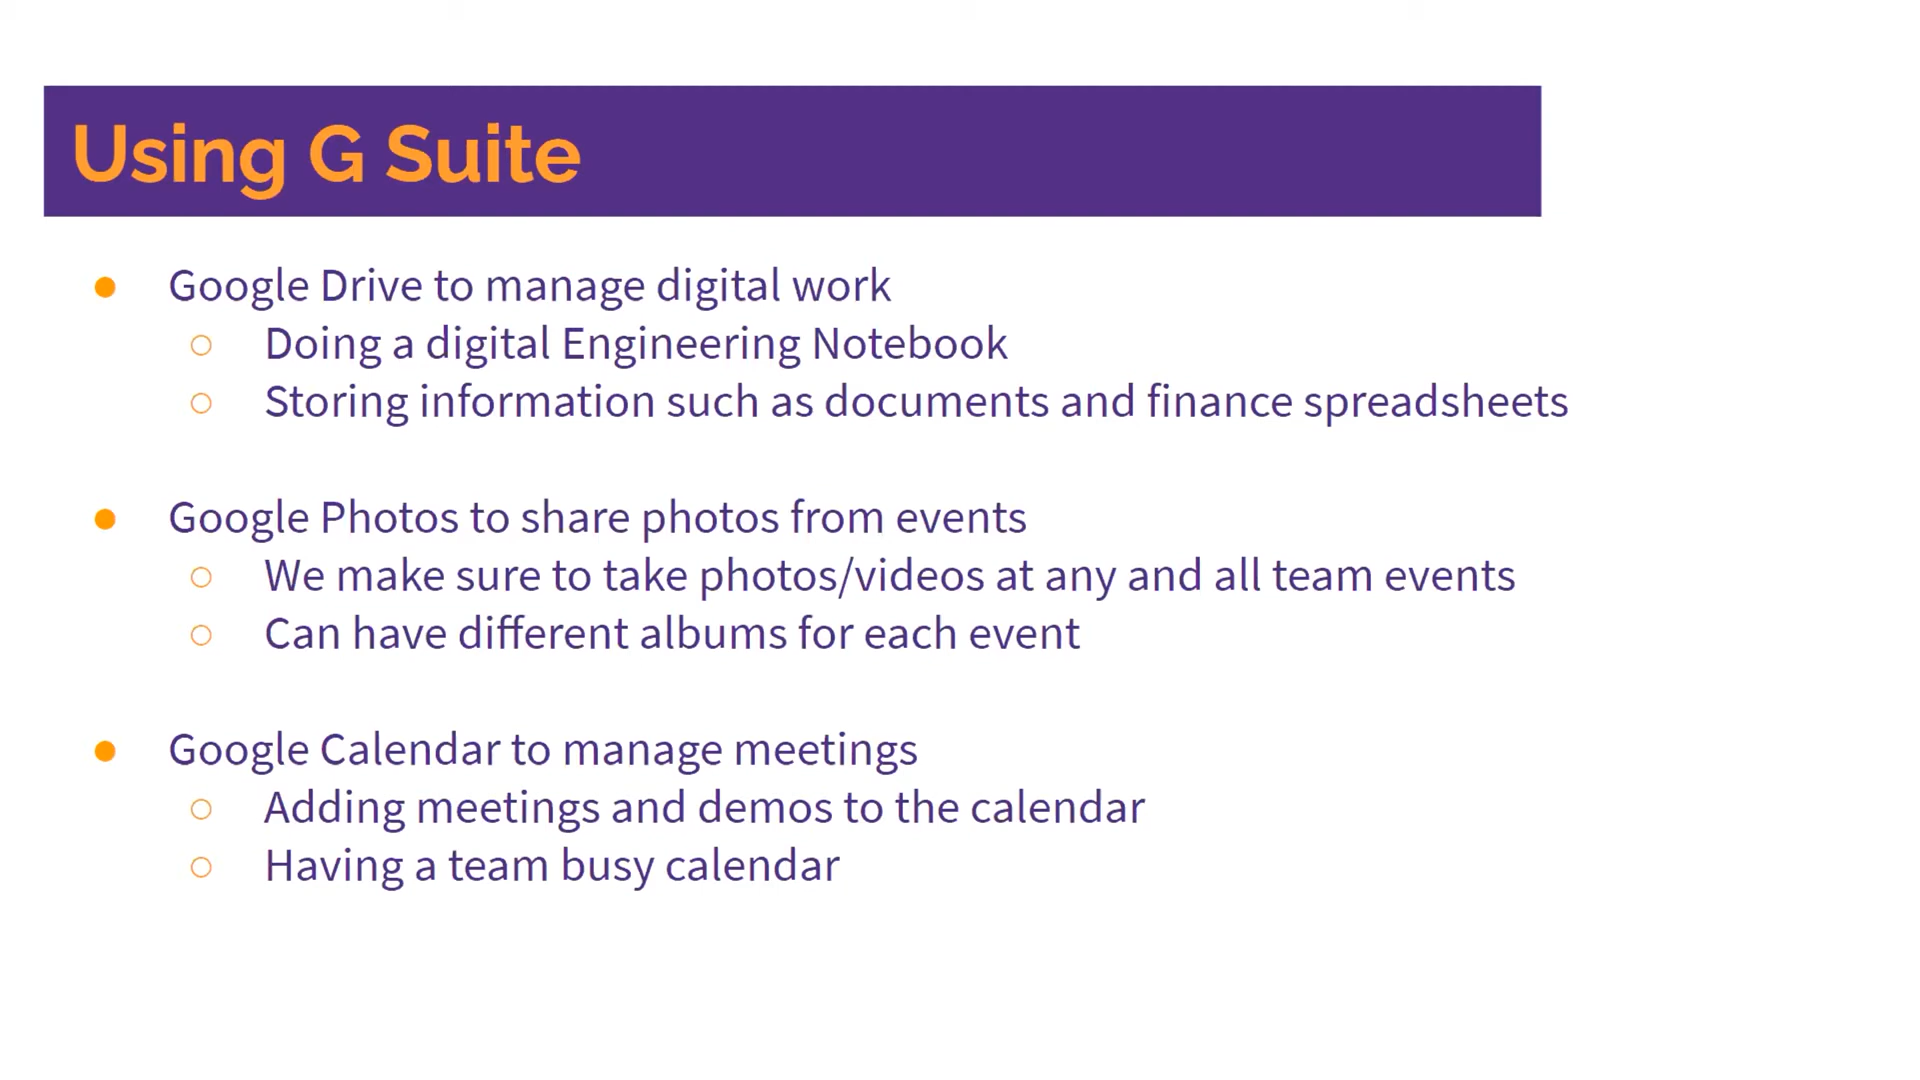 Using G Suite
● Google Drive to manage digital work
○ Doing a digital Engineering Notebook
○ Storing information such as documents and finance spreadsheets
● Google Photos to share photos from events
○ We make sure to take photos/videos at any and all team events
○ Can have different albums for each event
● Google Calendar to manage meetings
○ Adding meetings and demos to the calendar
○ Having a team busy calendar